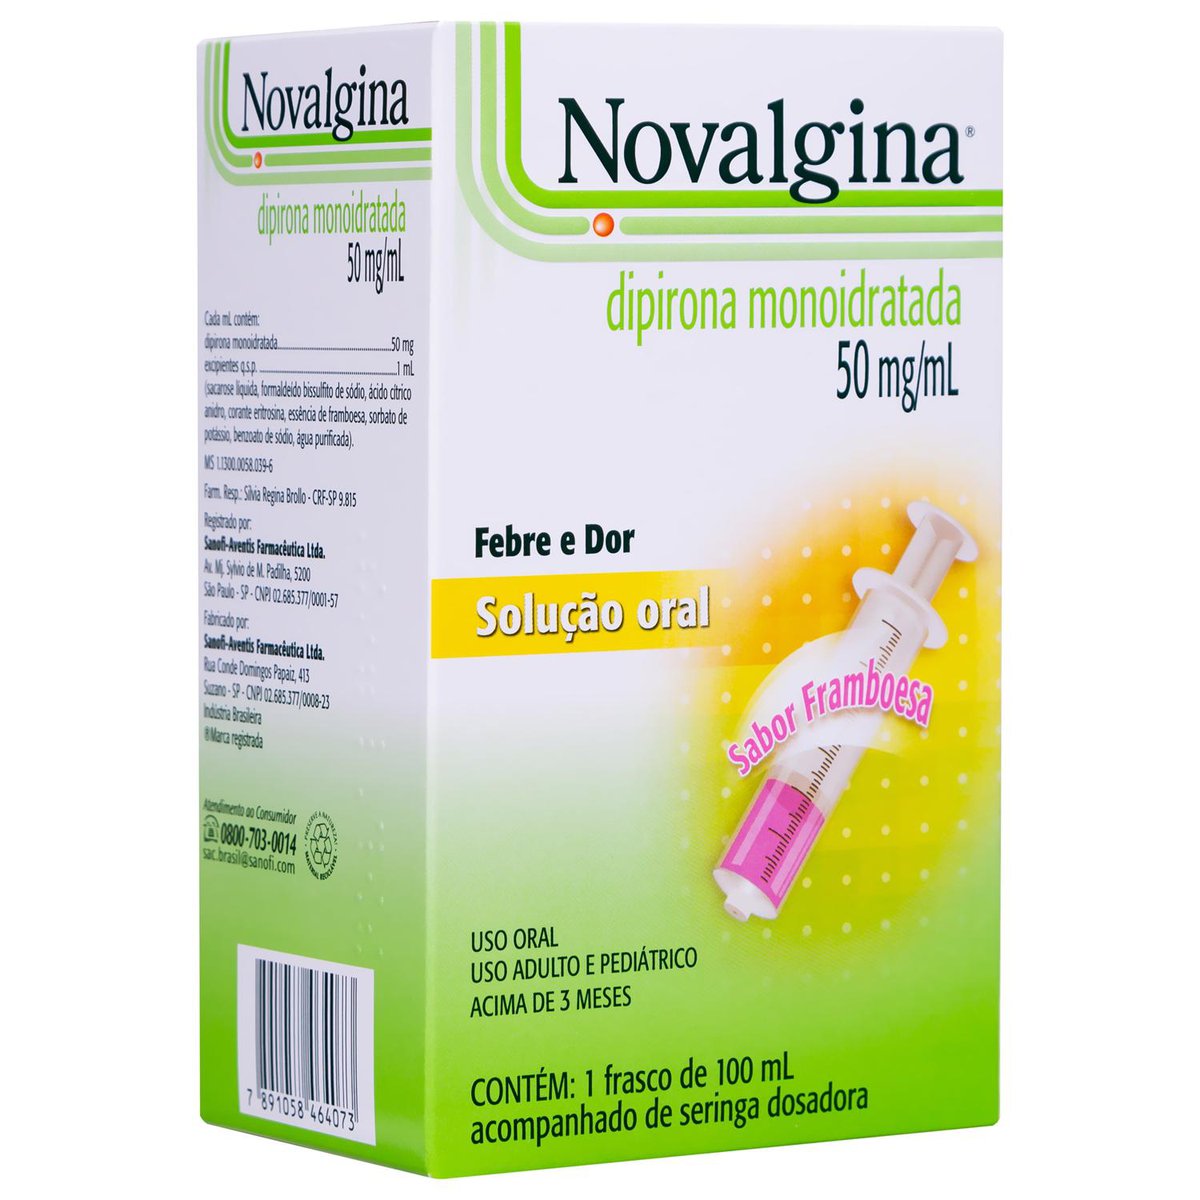 Novalgina
dipirona monoidratada
50 mg/mL
Cada mL contém:
dipirona monoidratada..............................50 mg
excipientes q.s.p. ....................................1 mL
(sacarose líquida, formaldeído bissulfito de sódio, ácido cítrico
anidro, corante eritrosina, essência de framboesa, sorbato de
potássio, benzoato de sódio, água purificada).
MS 1.1300.0058.039-6
Farm. Resp.: Silvia Regina Brollo - CRF-SP 9.815
Registrado por:
Sanofi-Aventis Farmacêutica Ltda.
Av. Mj. Sylvio de M. Padilha, 5200
São Paulo - SP - CNPJ 02.685.377/0001-57
Fabricado por:
Sanofi-Aventis Farmacêutica Ltda.
Rua Conde Domingos Papaiz, 413
Suzano - SP - CNPJ 02.685.377/0008-23
Indústria Brasileira
®Marca registrada
Atendimento ao Consumidor
0800-703-0014
sac.brasil@sanofi.com
PRESERVE A NATUREZA!
MATERIAL RECICLÁVEL
7 891058 464073
Novalgina®
dipirona monoidratada
50 mg/mL
Febre e Dor
Solução oral
Sabor Framboesa
USO ORAL
USO ADULTO E PEDIÁTRICO
ACIMA DE 3 MESES
CONTÉM: 1 frasco de 100 mL
acompanhado de seringa dosadora